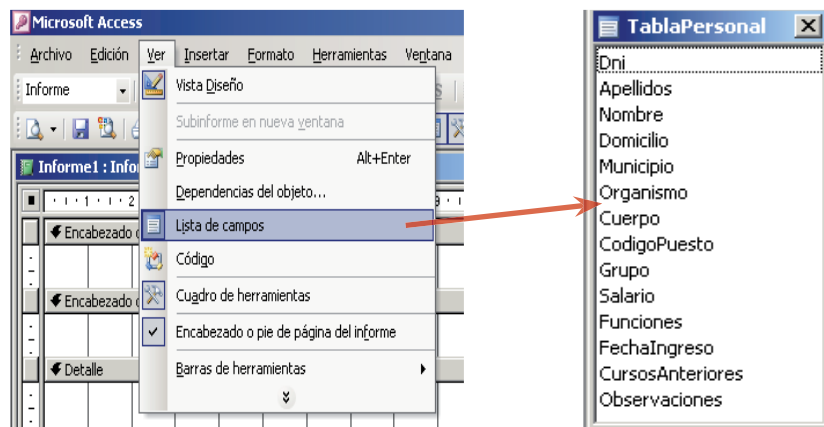 Microsoft Access
Archivo Edición Ver Insertar Formato Herramientas Ventana
Informe
Vista Diseño
Subinforme en nueva ventana
Propiedades Alt+Enter
Informe1 : Info
Dependencias del objeto...
1 2
Lista de campos
Encabezado
Código
Cuadro de herramientas
Encabezado
Encabezado o pie de página del informe
Detalle
Barras de herramientas
TablaPersonal
Dni
Apellidos
Nombre
Domicilio
Municipio
Organismo
Cuerpo
CodigoPuesto
Grupo
Salario
Funciones
FechaIngreso
CursosAnteriores
Observaciones